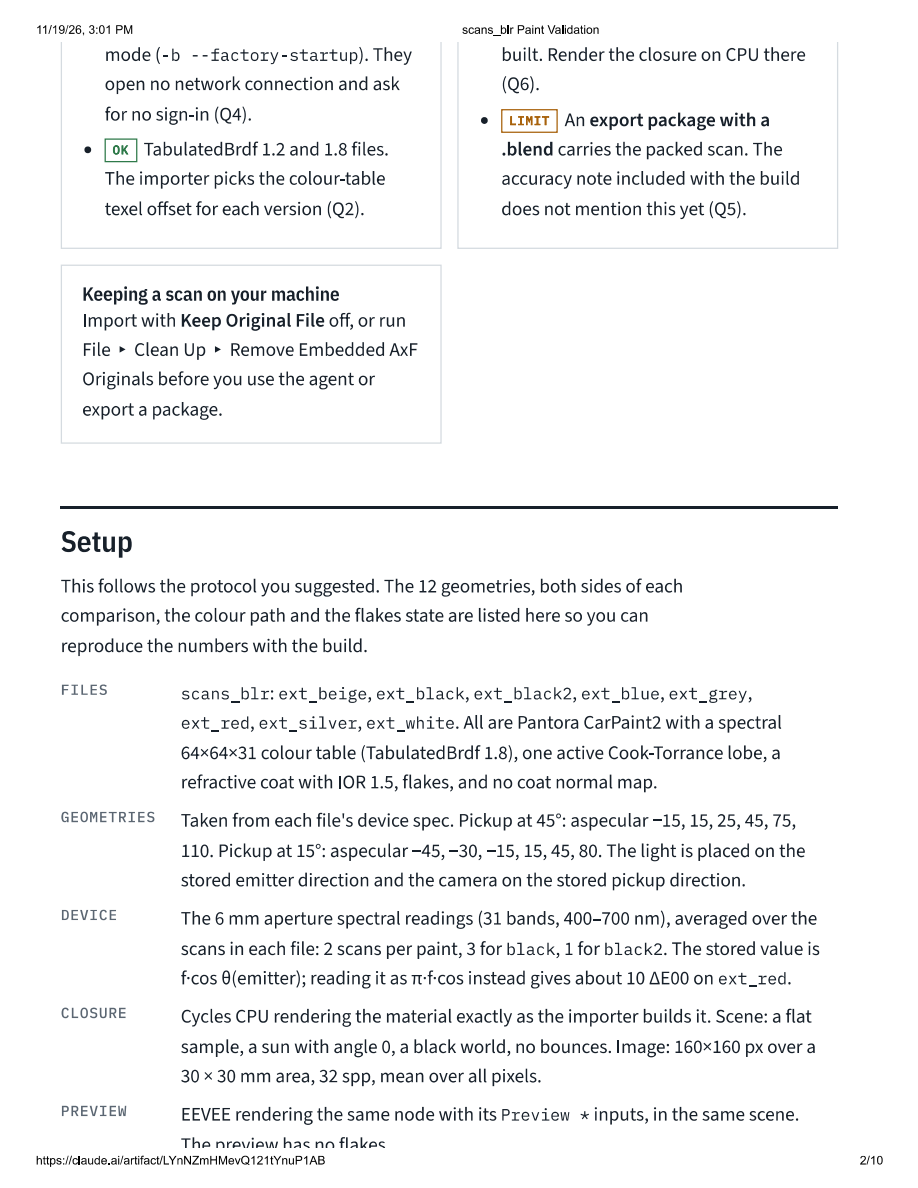 11/19/26, 3:01 PM
scans_blr Paint Validation
mode (-b --factory-startup). They
open no network connection and ask
for no sign-in (Q4).
• OK TabulatedBrdf 1.2 and 1.8 files.
The importer picks the colour-table
texel offset for each version (Q2).
built. Render the closure on CPU there
(Q6).
• LIMIT An export package with a
.blend carries the packed scan. The
accuracy note included with the build
does not mention this yet (Q5).
Keeping a scan on your machine
Import with Keep Original File off, or run
File ▸ Clean Up ▸ Remove Embedded AxF
Originals before you use the agent or
export a package.
Setup
This follows the protocol you suggested. The 12 geometries, both sides of each
comparison, the colour path and the flakes state are listed here so you can
reproduce the numbers with the build.
FILES
scans_blr: ext_beige, ext_black, ext_black2, ext_blue, ext_grey,
ext_red, ext_silver, ext_white. All are Pantora CarPaint2 with a spectral
64×64×31 colour table (TabulatedBrdf 1.8), one active Cook-Torrance lobe, a
refractive coat with IOR 1.5, flakes, and no coat normal map.
GEOMETRIES
Taken from each file's device spec. Pickup at 45°: aspecular −15, 15, 25, 45, 75,
110. Pickup at 15°: aspecular −45, −30, −15, 15, 45, 80. The light is placed on the
stored emitter direction and the camera on the stored pickup direction.
DEVICE
The 6 mm aperture spectral readings (31 bands, 400–700 nm), averaged over the
scans in each file: 2 scans per paint, 3 for black, 1 for black2. The stored value is
f·cos θ(emitter); reading it as π·f·cos instead gives about 10 ΔE00 on ext_red.
CLOSURE
Cycles CPU rendering the material exactly as the importer builds it. Scene: a flat
sample, a sun with angle 0, a black world, no bounces. Image: 160×160 px over a
30 × 30 mm area, 32 spp, mean over all pixels.
PREVIEW
EEVEE rendering the same node with its Preview * inputs, in the same scene.
The preview has no flakes.
https://claude.ai/artifact/LYnNZmHMevQ121tYnuP1AB
2/10